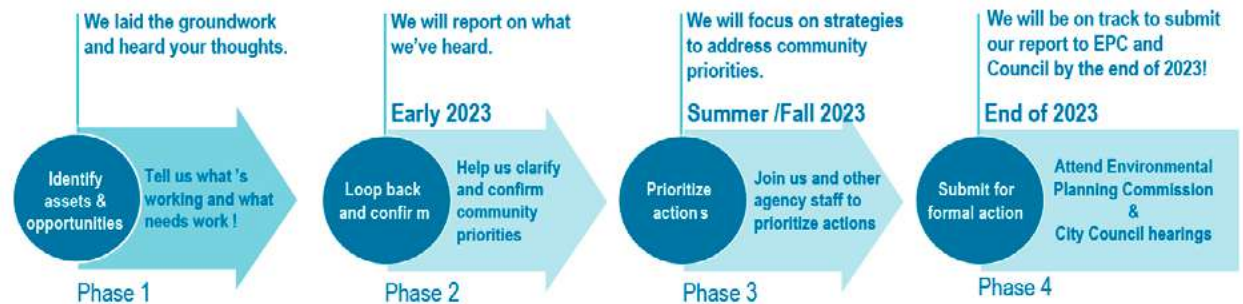 We laid the groundwork
and heard your thoughts.
Identify
assets &
opportunities
Tell us what 's
working and what
needs work !
Phase 1
We will report on what
we've heard.
Early 2023
Loop back
and confir m
Help us clarify
and confirm
community
priorities
Phase 2
We will focus on strategies
to address community
priorities.
Summer /Fall 2023
Prioritize
action s
Join us and other
agency staff to
prioritize actions
Phase 3
We will be on track to submit
our report to EPC and
Council by the end of 2023!
End of 2023
Submit for
formal action
Attend Environmental
Planning Commission
&
City Council hearings
Phase 4